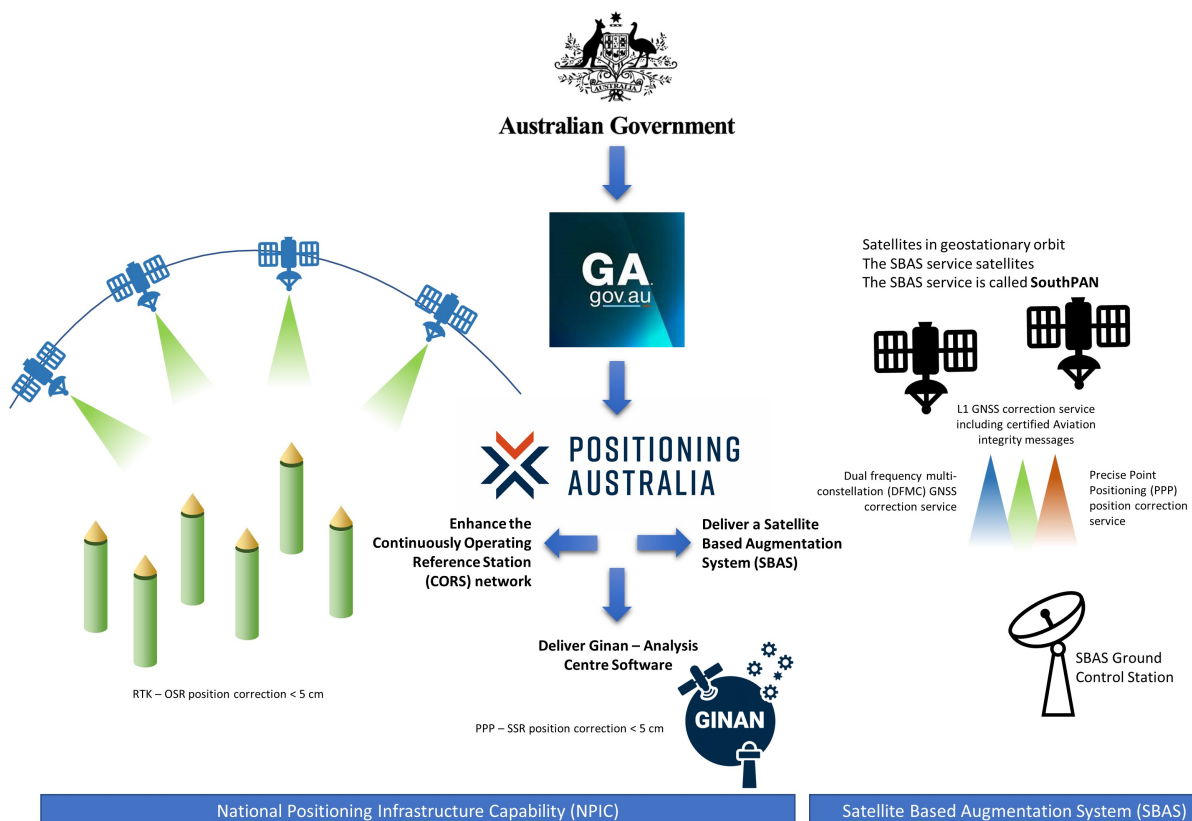 AUSTRALIA
Australian Government
GA.
gov.au
Satellites in geostationary orbit
The SBAS service satellites
The SBAS service is called SouthPAN
POSITIONING
AUSTRALIA
L1 GNSS correction service
including certified Aviation
integrity messages
Dual frequency multi-
constellation (DFMC) GNSS
correction service
Precise Point
Positioning (PPP)
position correction
service
Enhance the
Continuously Operating
Reference Station
(CORS) network
Deliver a Satellite
Based Augmentation
System (SBAS)
Deliver Ginan – Analysis
Centre Software
SBAS Ground
Control Station
RTK – OSR position correction < 5 cm
GINAN
PPP – SSR position correction < 5 cm
National Positioning Infrastructure Capability (NPIC)
Satellite Based Augmentation System (SBAS)